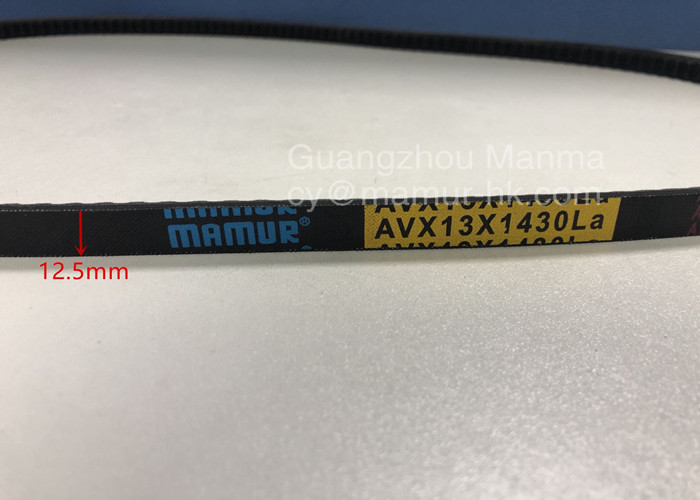 Guangzhou Manma
cy@mamur-hk.com
MAMUR®
AVX13X1430La
12.5mm